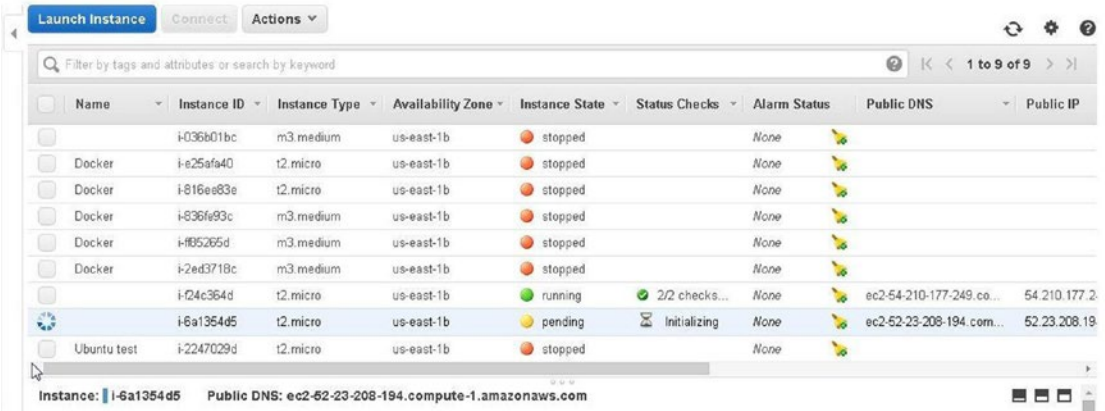 Launch Instance Connect Actions
Filter by tags and attributes or search by keyword 1 to 9 of 9
Name Instance ID Instance Type Availability Zone Instance State Status Checks Alarm Status Public DNS Public IP
i-036b01bc m3.medium us-east-1b stopped None
Docker i-e25afa40 t2.micro us-east-1b stopped None
Docker i-816ee83e t2.micro us-east-1b stopped None
Docker i-836fe93c m3.medium us-east-1b stopped None
Docker i-ff85265d m3.medium us-east-1b stopped None
Docker i-2ed3718c m3.medium us-east-1b stopped None
i-f24c364d t2.micro us-east-1b running 2/2 checks... None ec2-54-210-177-249.co... 54.210.177.2
i-6a1354d5 t2.micro us-east-1b pending Initializing None ec2-52-23-208-194.com... 52.23.208.19
Ubuntu test i-2247029d t2.micro us-east-1b stopped None
Instance: i-6a1354d5 Public DNS: ec2-52-23-208-194.compute-1.amazonaws.com